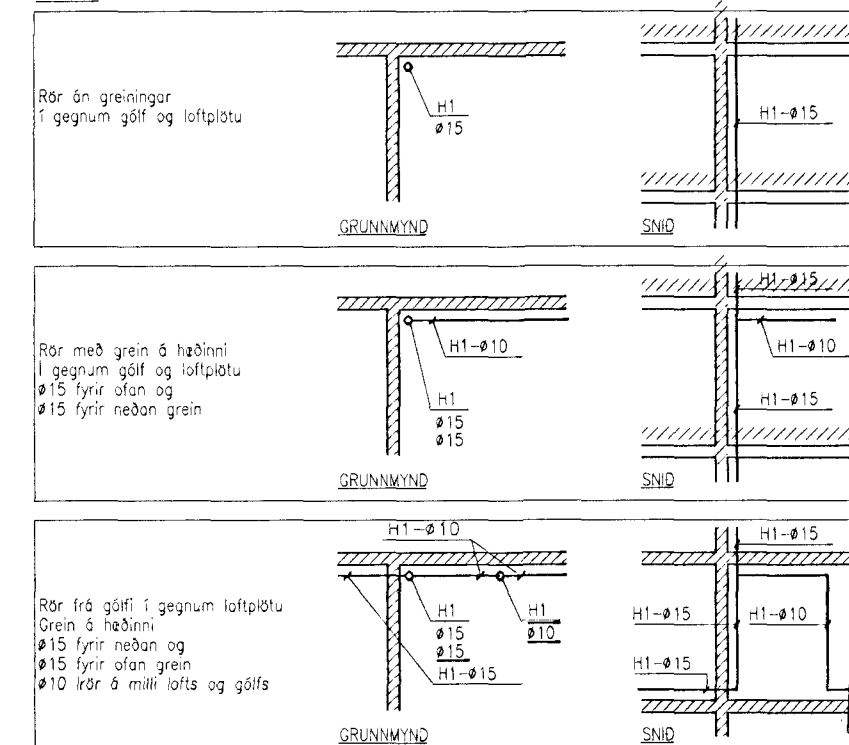 Rör án greiningar
í gegnum gólf og loftplötu
H1
ø15
GRUNNMYND
H1-ø15
SNIÐ
Rör með grein á hæðinni
Í gegnum gólf og loftplötu
ø15 fyrir ofan og
ø15 fyrir neðan grein
H1-ø10
H1
ø15
ø15
GRUNNMYND
H1-ø15
H1-ø10
H1-ø15
SNIÐ
Rör frá gólfi í gegnum loftplötu
Grein á hæðinni
ø15 fyrir neðan og
ø15 fyrir ofan grein
ø10 lrör á milli lofts og gólfs
H1-ø10
H1
ø15
ø15
H1
ø10
H1-ø15
GRUNNMYND
H1-ø15
H1-ø15
H1-ø10
H1-ø15
SNIÐ